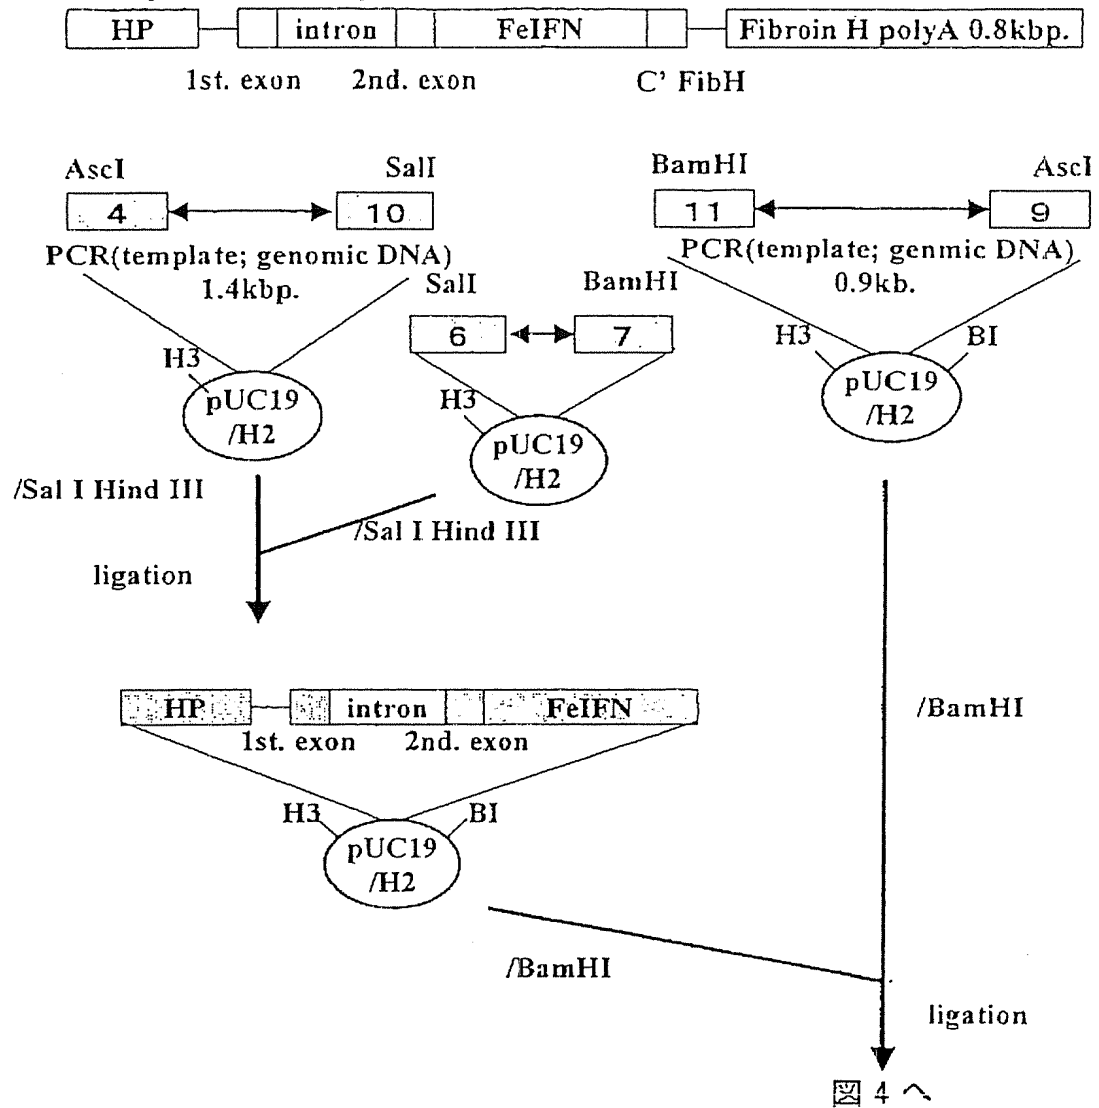 HP intron FeIFN Fibroin H polyA 0.8kbp.
1st. exon 2nd. exon C' FibH
AscI SalI BamHI AscI
4 10 11 9
PCR(template; genomic DNA) PCR(template; genmic DNA)
1.4kbp. SalI BamHI 0.9kb.
6 7
H3 H3 BI
pUC19 H3 pUC19
/H2 pUC19 /H2
/H2
/Sal I Hind III
/Sal I Hind III
ligation
HP intron FeIFN
1st. exon 2nd. exon
/BamHI
H3 BI
pUC19
/H2
/BamHI
ligation
図 4 へ